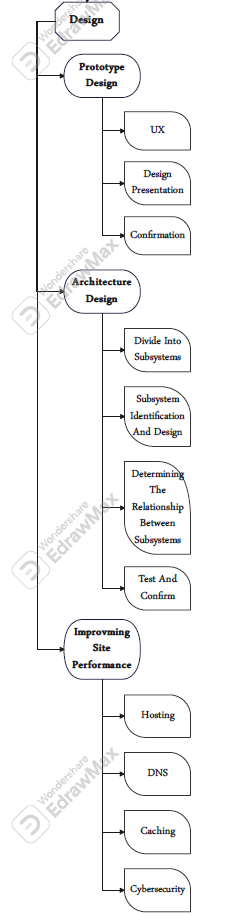 Design
Prototype
Design
UX
Design
Presentation
Confirmation
Architecture
Design
Divide Into
Subsystems
Subsystem
Identification
And Design
Determining
The
Relationship
Between
Subsystems
Test And
Confirm
Improvming
Site
Performance
Hosting
DNS
Caching
Cybersecurity
Wondershare
EdrawMax
Wondershare
EdrawMax
Wondershare
EdrawMax
Wondershare
EdrawMax